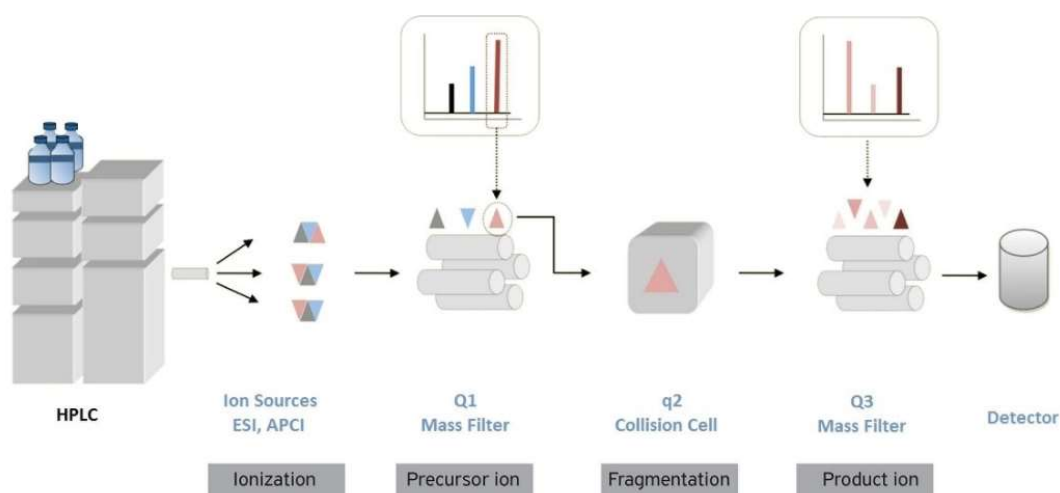 HPLC
Ion Sources
ESI, APCI
Q1
Mass Filter
q2
Collision Cell
Q3
Mass Filter
Detector
Ionization
Precursor ion
Fragmentation
Product ion